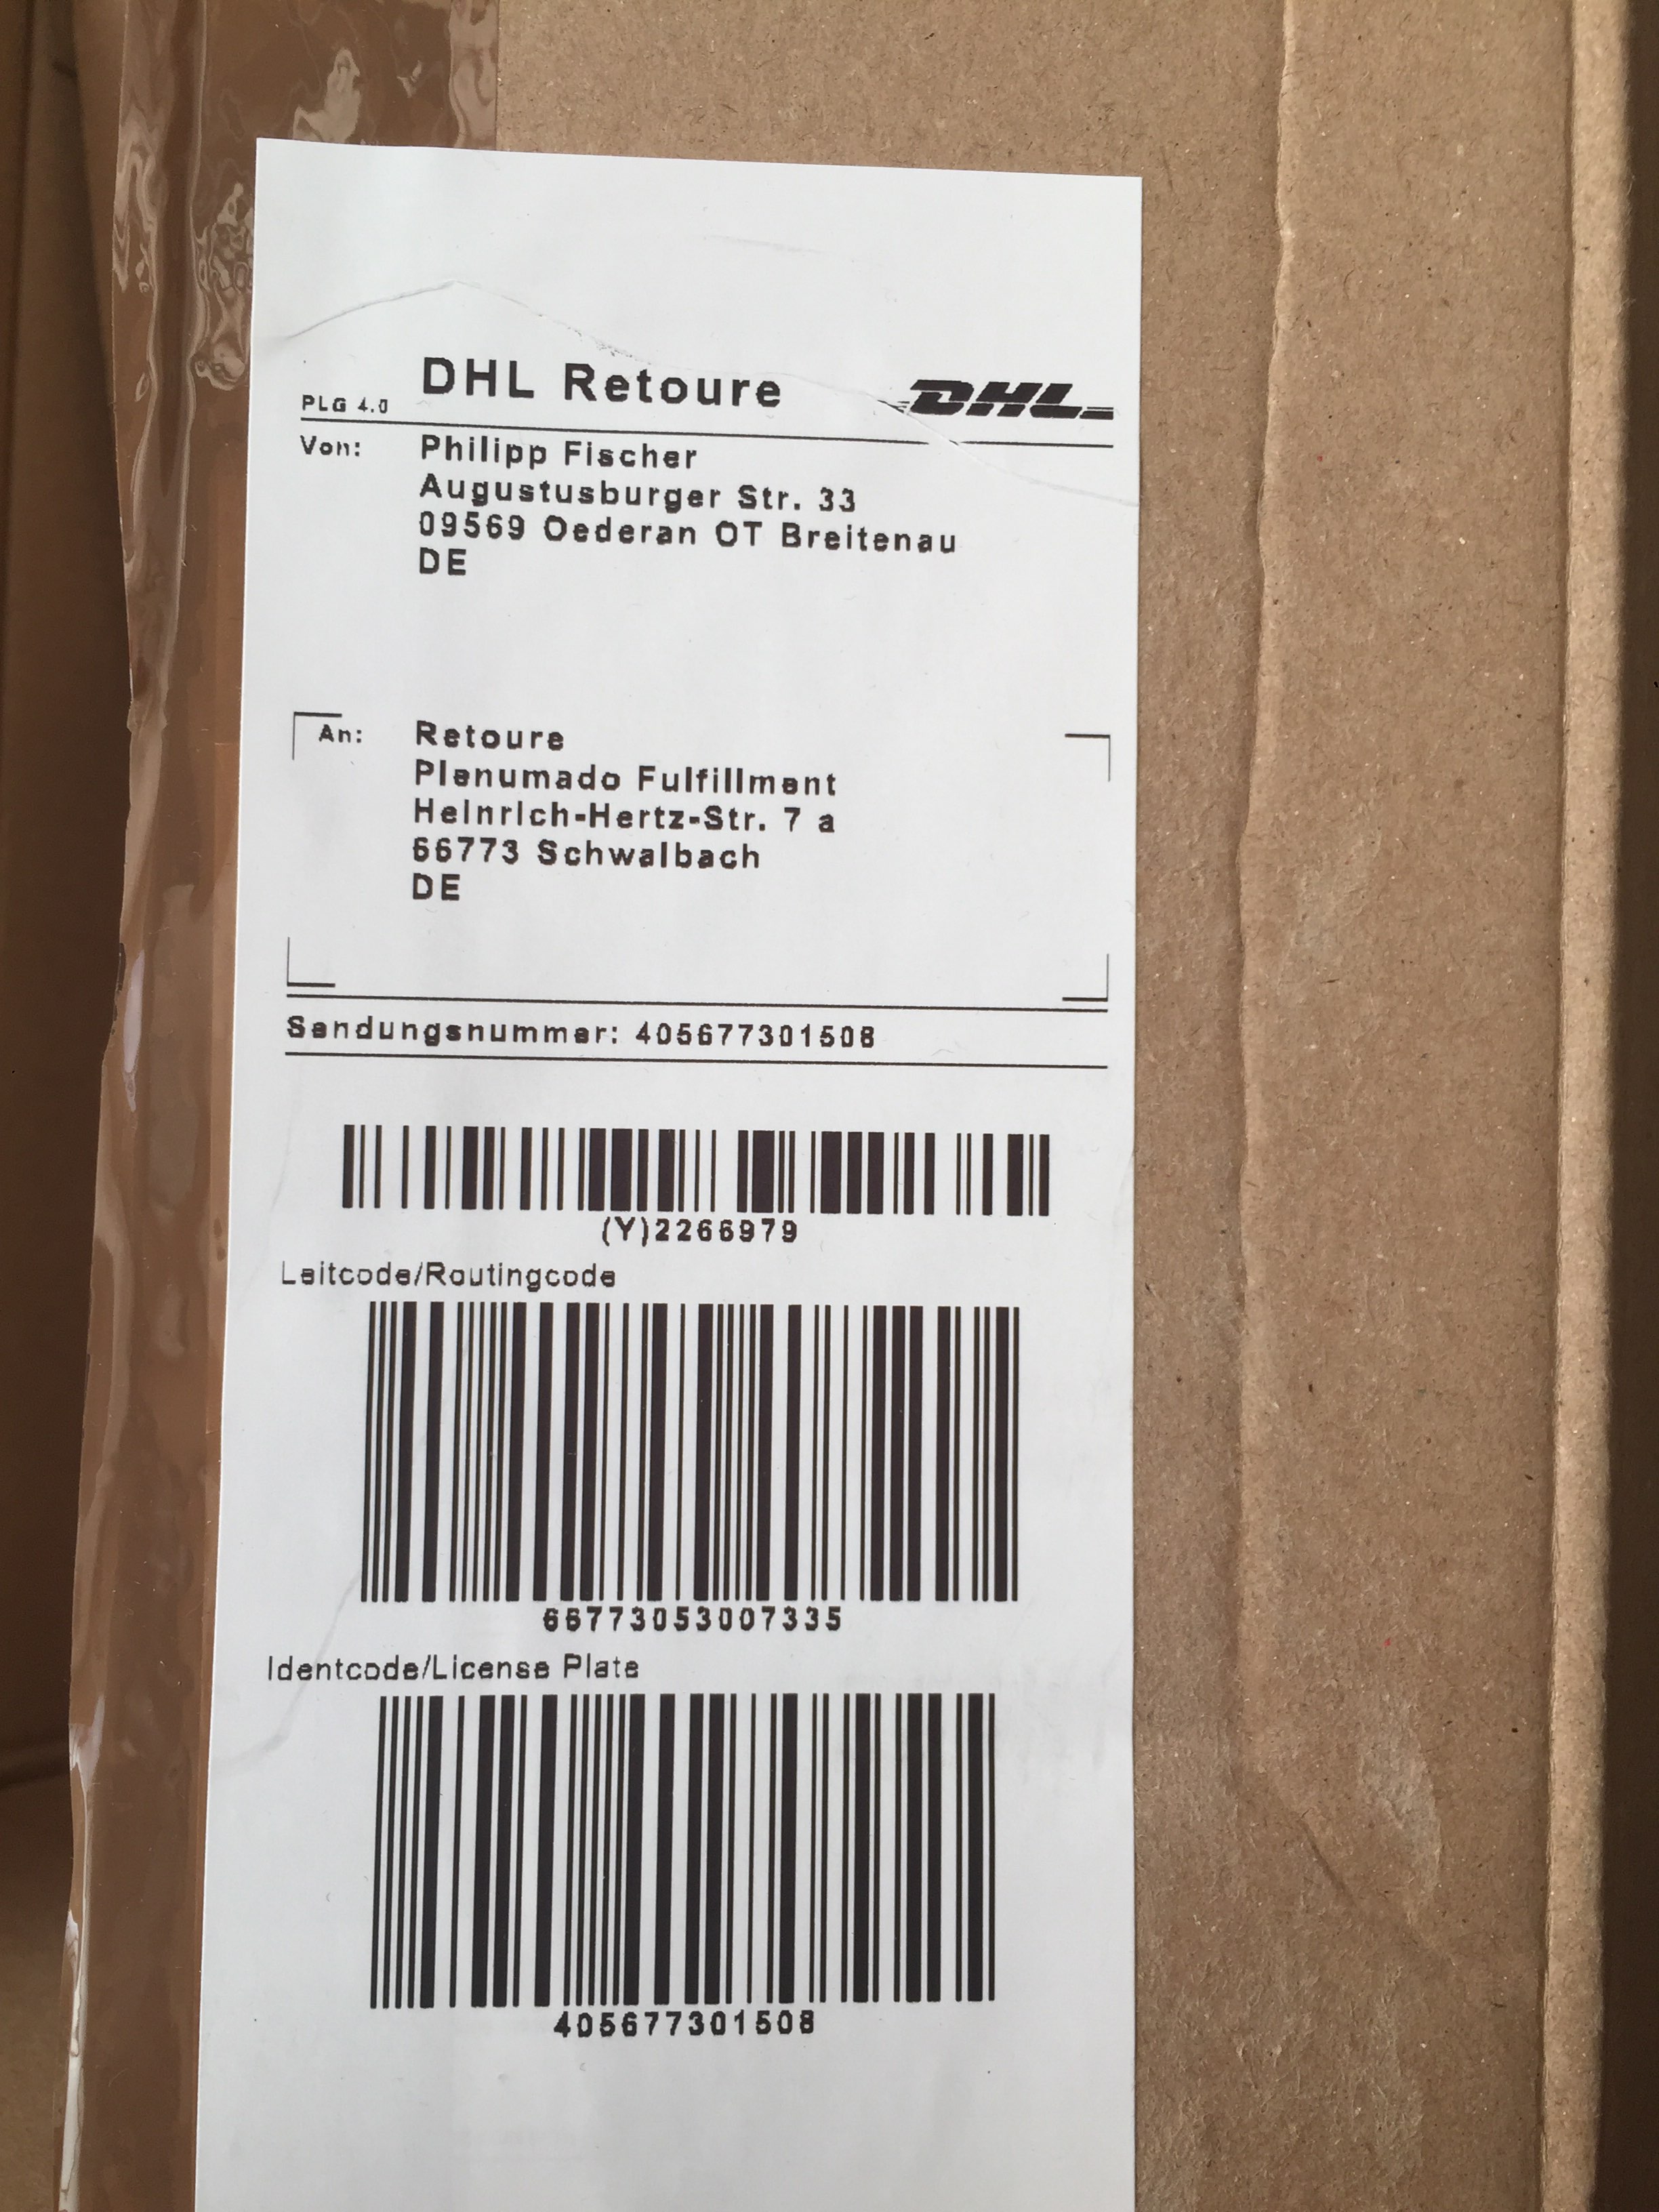 DHL Retoure
DHL
PLG 4.0
Von: Philipp Fischer
Augustusburger Str. 33
09569 Oederan OT Breitenau
DE
An: Retoure
Planumado Fulfillment
Heinrich-Hertz-Str. 7 a
66773 Schwalbach
DE
Sendungsnummer: 405677301508
(Y)2266979
Leitcode/Routingcode
66773053007335
Identcode/License Plate
405677301508